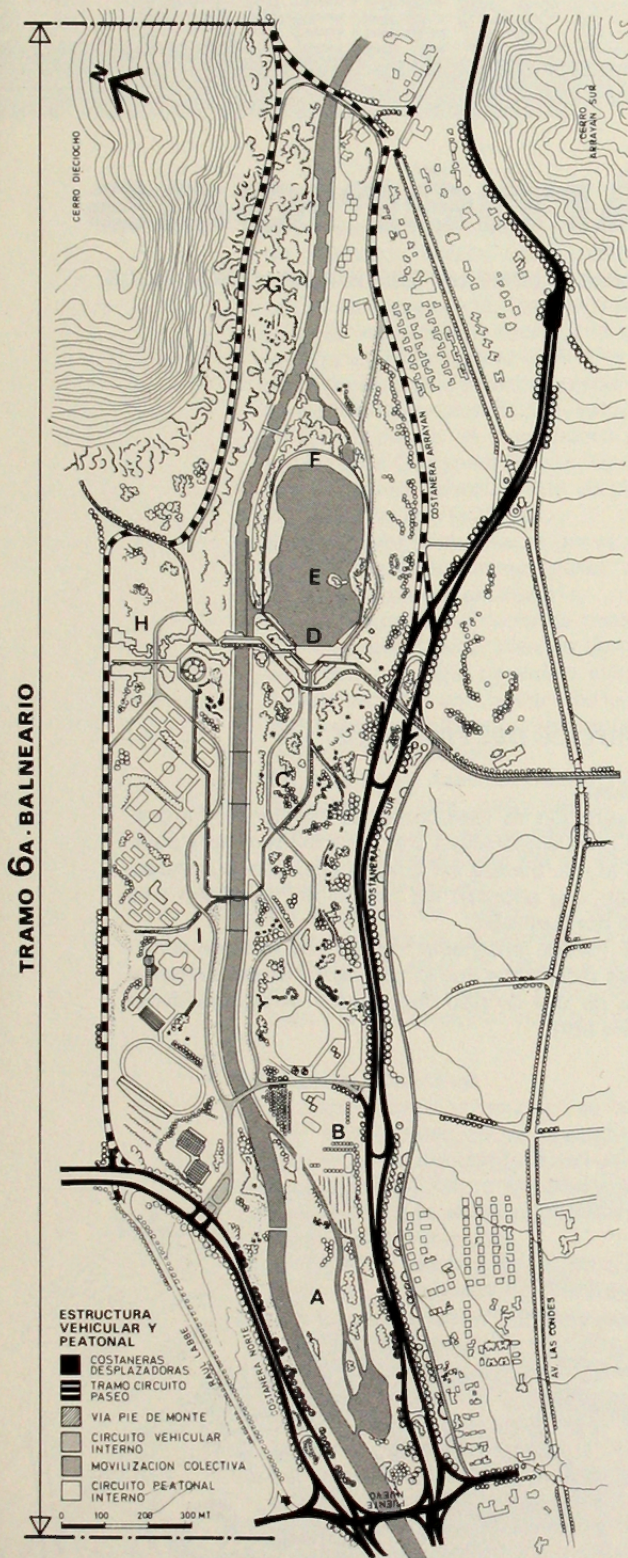 TRAMO 6A · BALNEARIO
N
CERRO DIECIOCHO
CERRO
ARRAYAN SUR
G
F
E
D
H
C
I
B
A
COSTANERA ARRAYAN
COSTANERA SUR
AV. LAS CONDES
RAUL LABBE
COSTANERA NORTE
PUENTE
NUEVO
ESTRUCTURA
VEHICULAR Y
PEATONAL
COSTANERAS
DESPLAZADORAS
TRAMO CIRCUITO
PASEO
VIA PIE DE MONTE
CIRCUITO VEHICULAR
INTERNO
MOVILIZACION COLECTIVA
CIRCUITO PEATONAL
INTERNO
0 100 200 300 MT